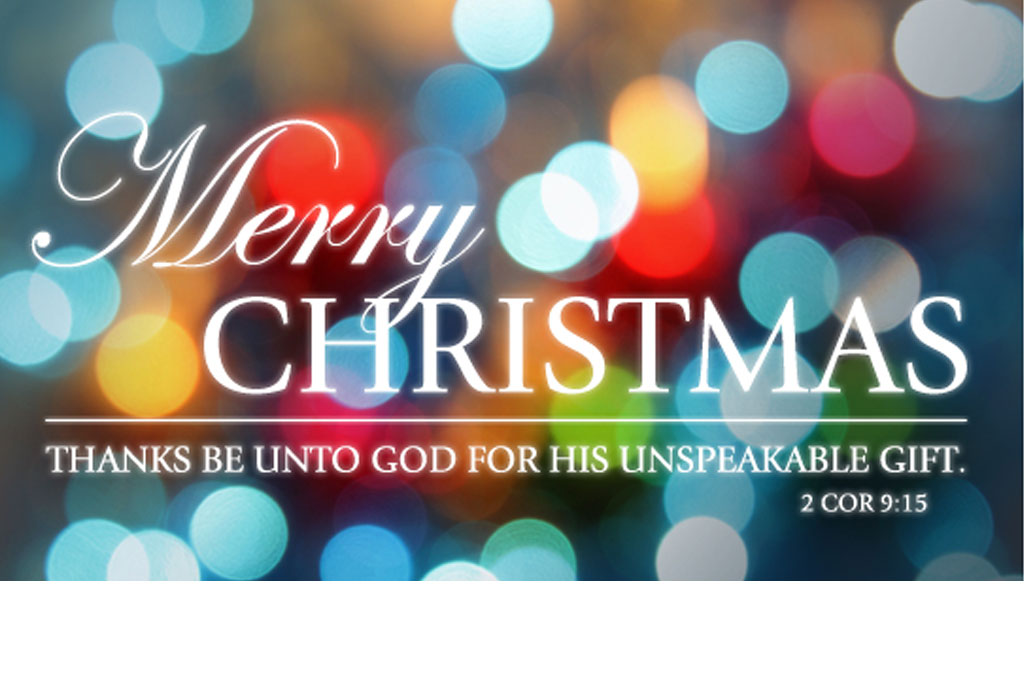 Merry
CHRISTMAS
THANKS BE UNTO GOD FOR HIS UNSPEAKABLE GIFT.
2 COR 9:15